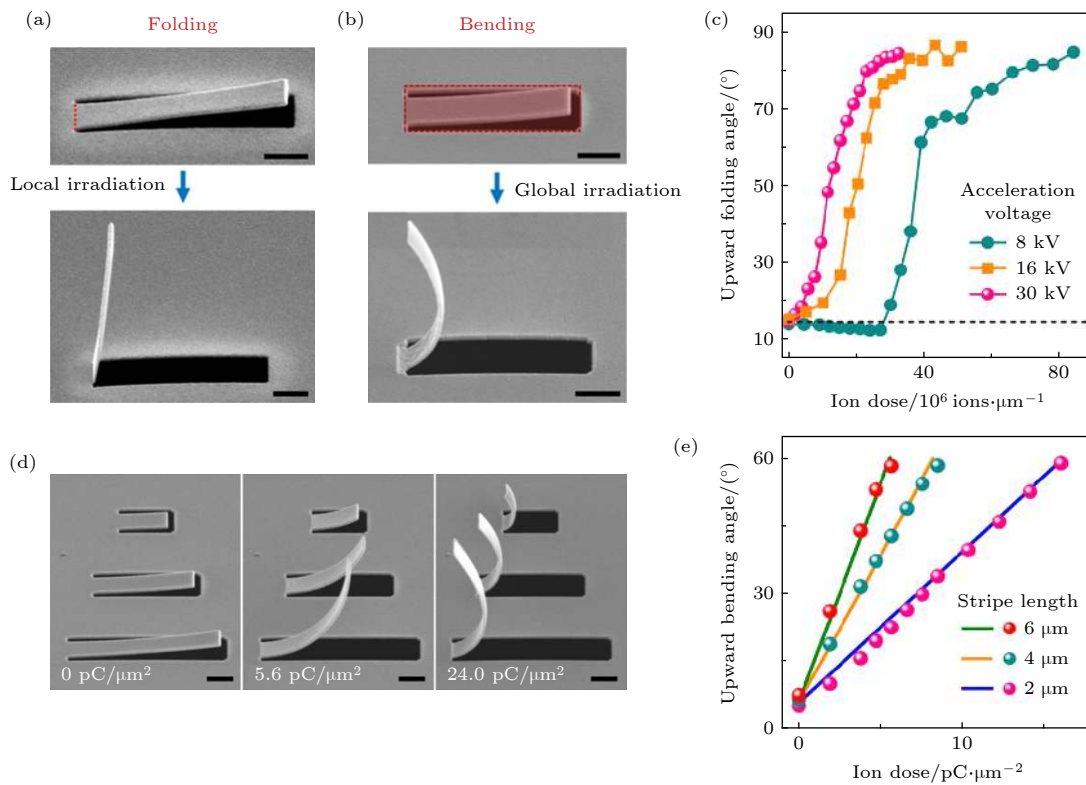 (a)
Folding
(b)
Bending
Local irradiation
Global irradiation
(c)
90
70
50
30
10
Upward folding angle/(°)
Acceleration
voltage
8 kV
16 kV
30 kV
0
40
80
Ion dose/10⁶ ions·μm⁻¹
(d)
0 pC/μm²
5.6 pC/μm²
24.0 pC/μm²
(e)
60
30
0
Upward bending angle/(°)
Stripe length
6 μm
4 μm
2 μm
0
10
Ion dose/pC·μm⁻²